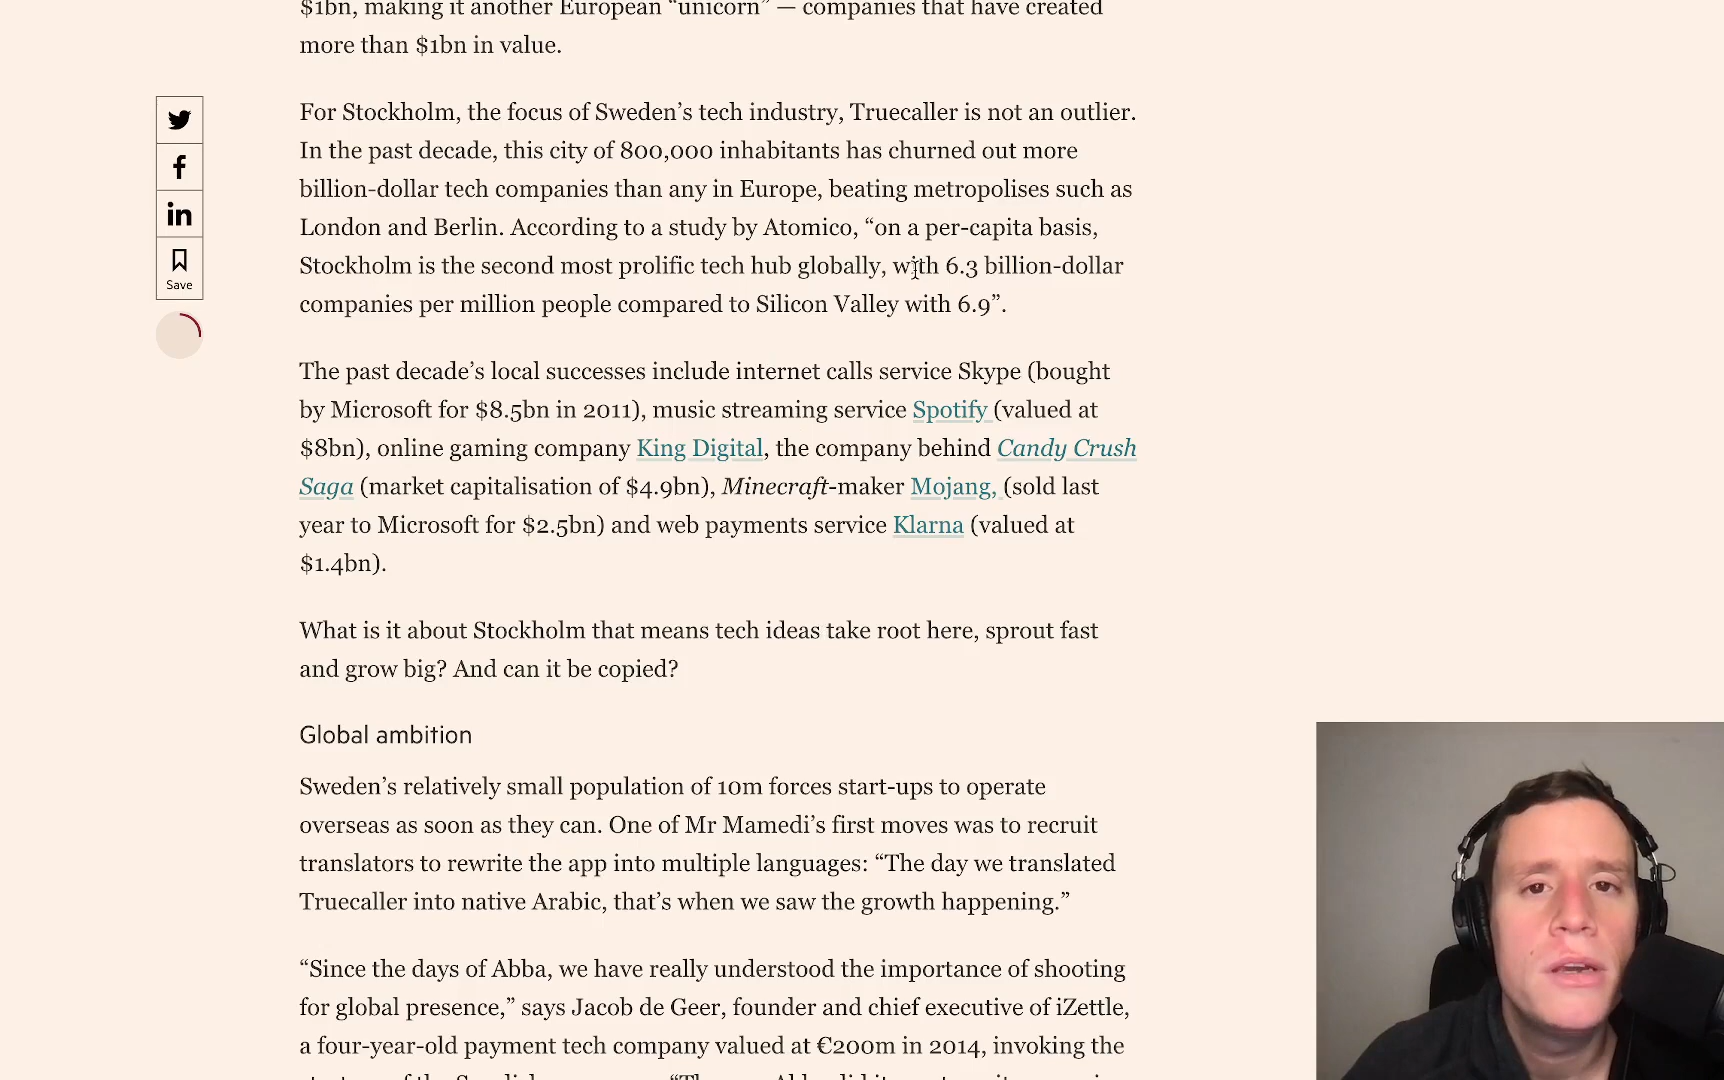 $1bn, making it another European “unicorn” — companies that have created
more than $1bn in value.
For Stockholm, the focus of Sweden’s tech industry, Truecaller is not an outlier.
In the past decade, this city of 800,000 inhabitants has churned out more
billion-dollar tech companies than any in Europe, beating metropolises such as
London and Berlin. According to a study by Atomico, “on a per-capita basis,
Stockholm is the second most prolific tech hub globally, with 6.3 billion-dollar
companies per million people compared to Silicon Valley with 6.9”.
Save
The past decade’s local successes include internet calls service Skype (bought
by Microsoft for $8.5bn in 2011), music streaming service Spotify (valued at
$8bn), online gaming company King Digital, the company behind Candy Crush
Saga (market capitalisation of $4.9bn), Minecraft-maker Mojang, (sold last
year to Microsoft for $2.5bn) and web payments service Klarna (valued at
$1.4bn).
What is it about Stockholm that means tech ideas take root here, sprout fast
and grow big? And can it be copied?
Global ambition
Sweden’s relatively small population of 10m forces start-ups to operate
overseas as soon as they can. One of Mr Mamedi’s first moves was to recruit
translators to rewrite the app into multiple languages: “The day we translated
Truecaller into native Arabic, that’s when we saw the growth happening.”
“Since the days of Abba, we have really understood the importance of shooting
for global presence,” says Jacob de Geer, founder and chief executive of iZettle,
a four-year-old payment tech company valued at €200m in 2014, invoking the